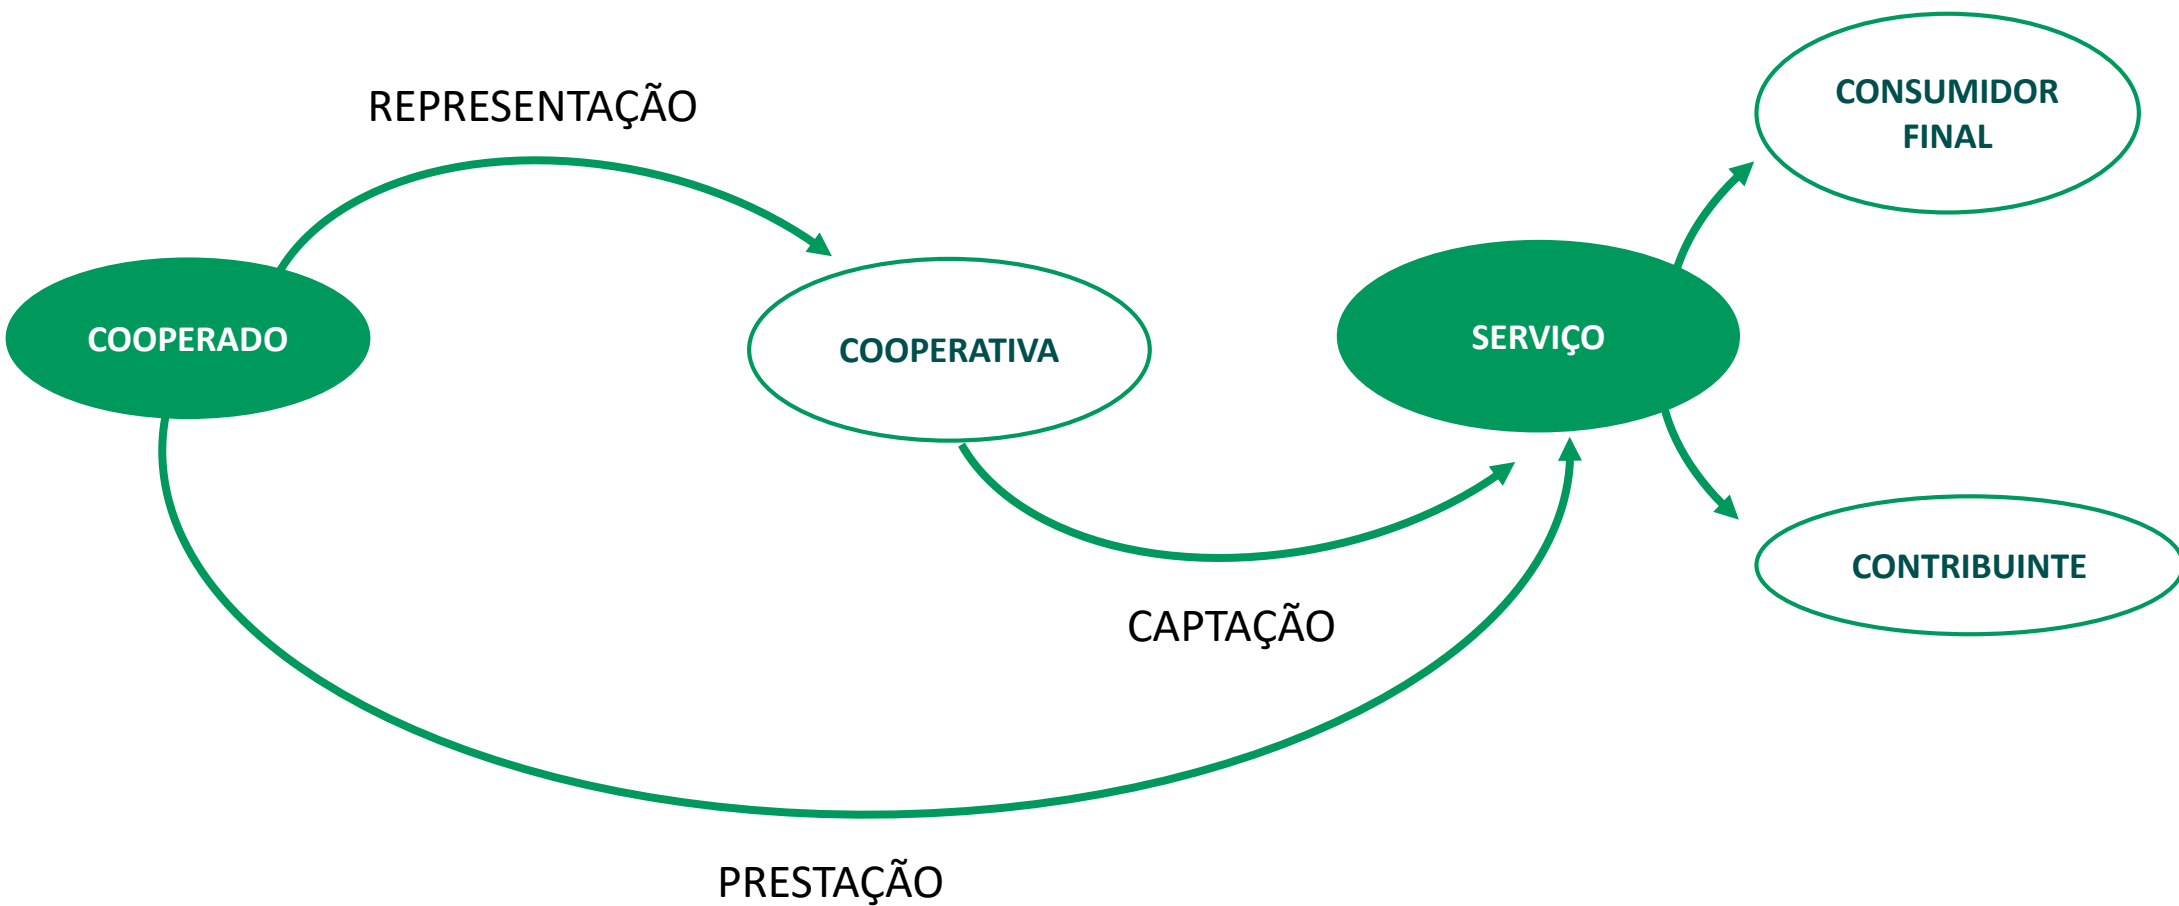 REPRESENTAÇÃO
CONSUMIDOR
FINAL
COOPERADO
COOPERATIVA
SERVIÇO
CONTRIBUINTE
CAPTAÇÃO
PRESTAÇÃO